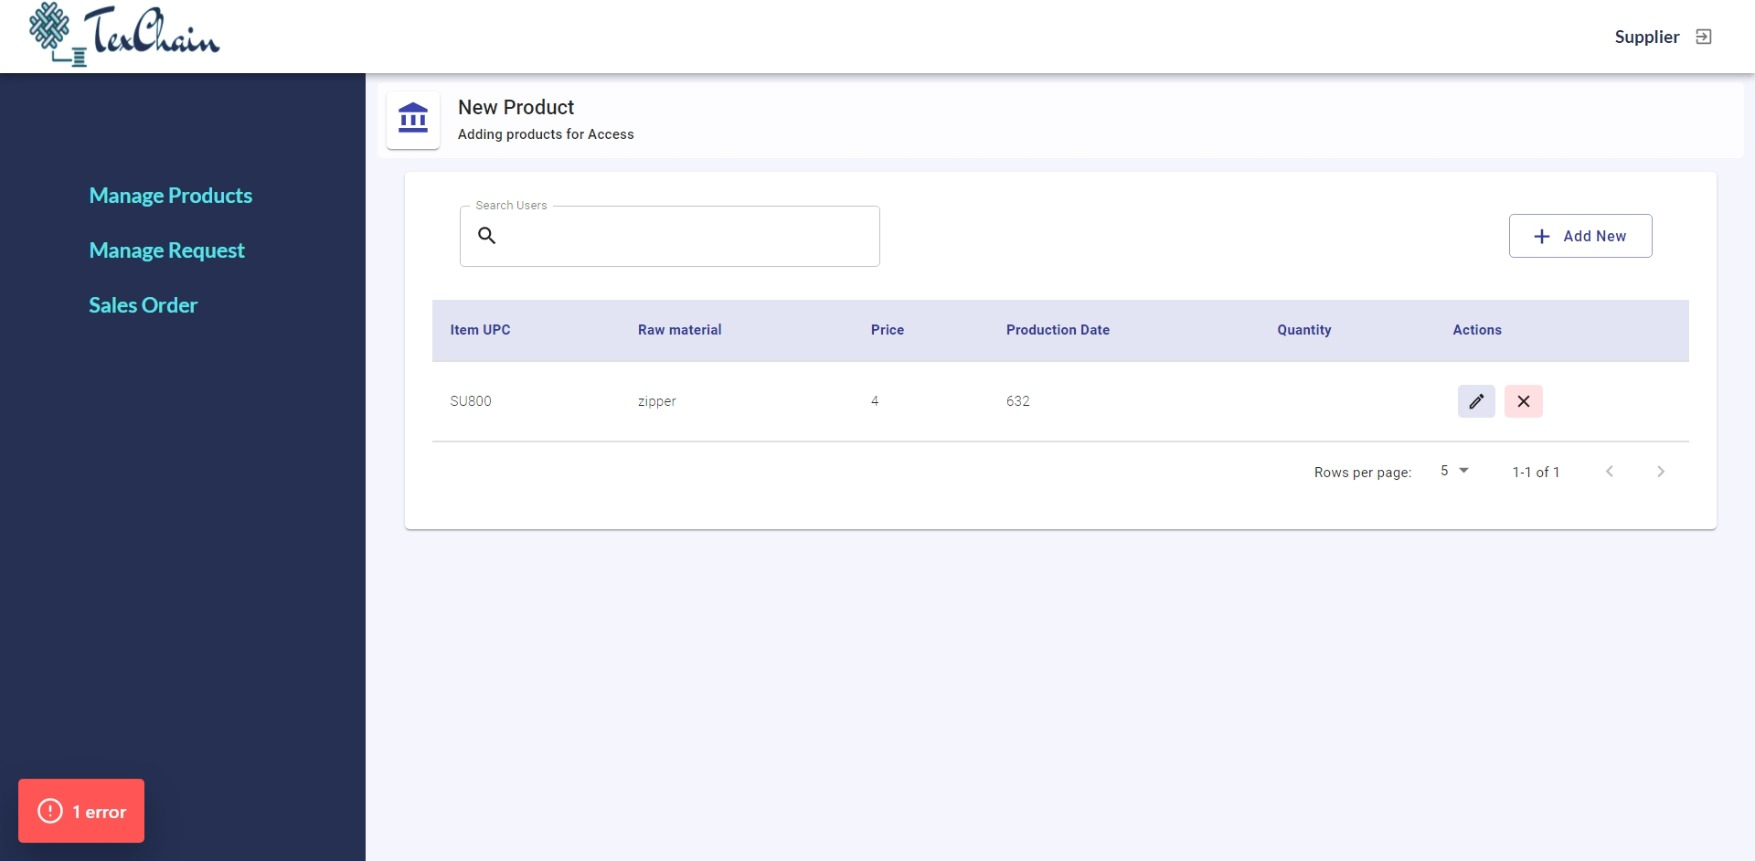 TexChain
Supplier
New Product
Adding products for Access
Manage Products
Manage Request
Sales Order
Search Users
Add New
Item UPC Raw material Price Production Date Quantity Actions
SU800 zipper 4 632
Rows per page: 5 1-1 of 1
1 error